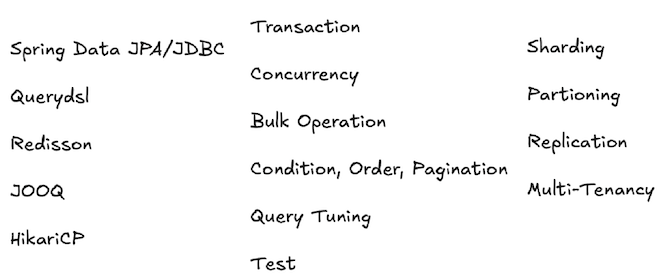 Spring Data JPA/JDBC
Querydsl
Redisson
JOOQ
HikariCP
Transaction
Concurrency
Bulk Operation
Condition, Order, Pagination
Query Tuning
Test
Sharding
Partioning
Replication
Multi-Tenancy